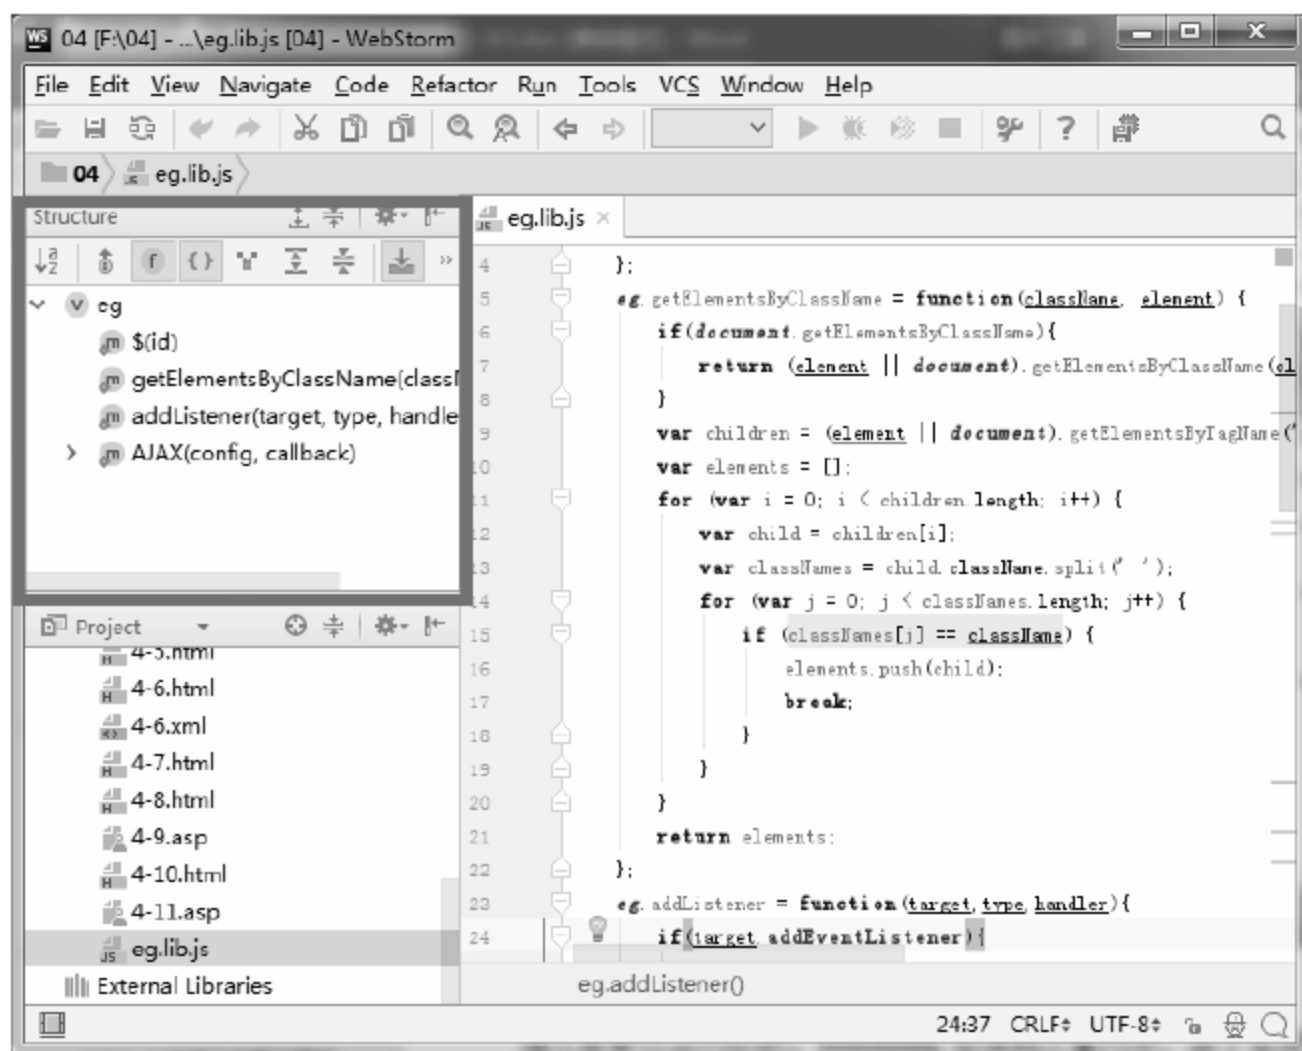 WS 04 [F:\04] - ...\eg.lib.js [04] - WebStorm
File Edit View Navigate Code Refactor Run Tools VCS Window Help
04 eg.lib.js
Structure
eg
$(id)
getElementsByClassName(classN
addListener(target, type, handle
AJAX(config, callback)
Project
4-5.html
4-6.html
4-6.xml
4-7.html
4-8.html
4-9.asp
4-10.html
4-11.asp
eg.lib.js
External Libraries
eg.lib.js ×
4 };
5 eg.getElementsByClassName = function(className, element) {
6 if(document.getElementsByClassName){
7 return (element || document).getElementsByClassName(cl
8 }
9 var children = (element || document).getElementsByTagName('
10 var elements = [];
11 for (var i = 0; i < children.length; i++) {
12 var child = children[i];
13 var classNames = child.className.split(' ');
14 for (var j = 0; j < classNames.length; j++) {
15 if (classNames[j] == className) {
16 elements.push(child);
17 break;
18 }
19 }
20 }
21 return elements;
22 };
23 eg.addListener = function(target,type,handler){
24 if(target.addEventListener){
eg.addListener()
24:37 CRLF UTF-8